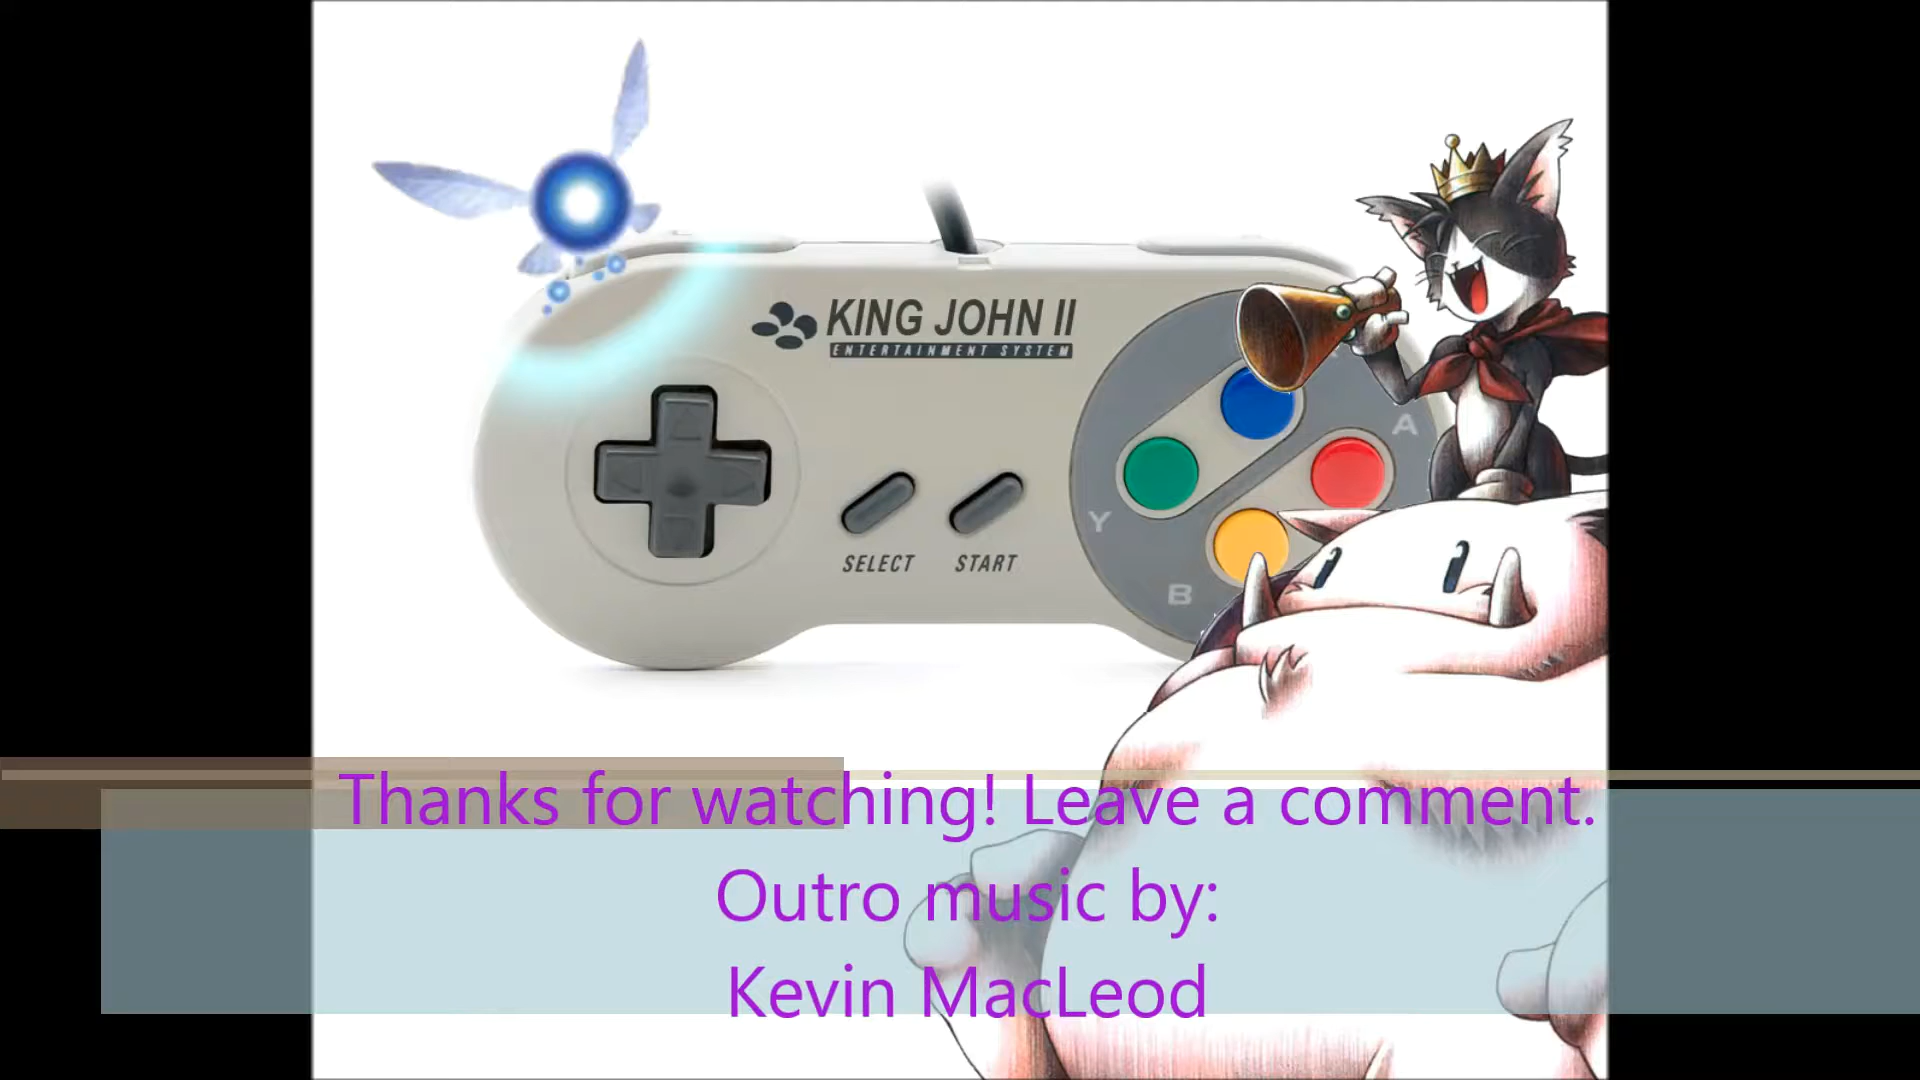 KING JOHN II
ENTERTAINMENT SYSTEM
A
Y
SELECT START
B
Thanks for watching! Leave a comment.
Outro music by:
Kevin MacLeod